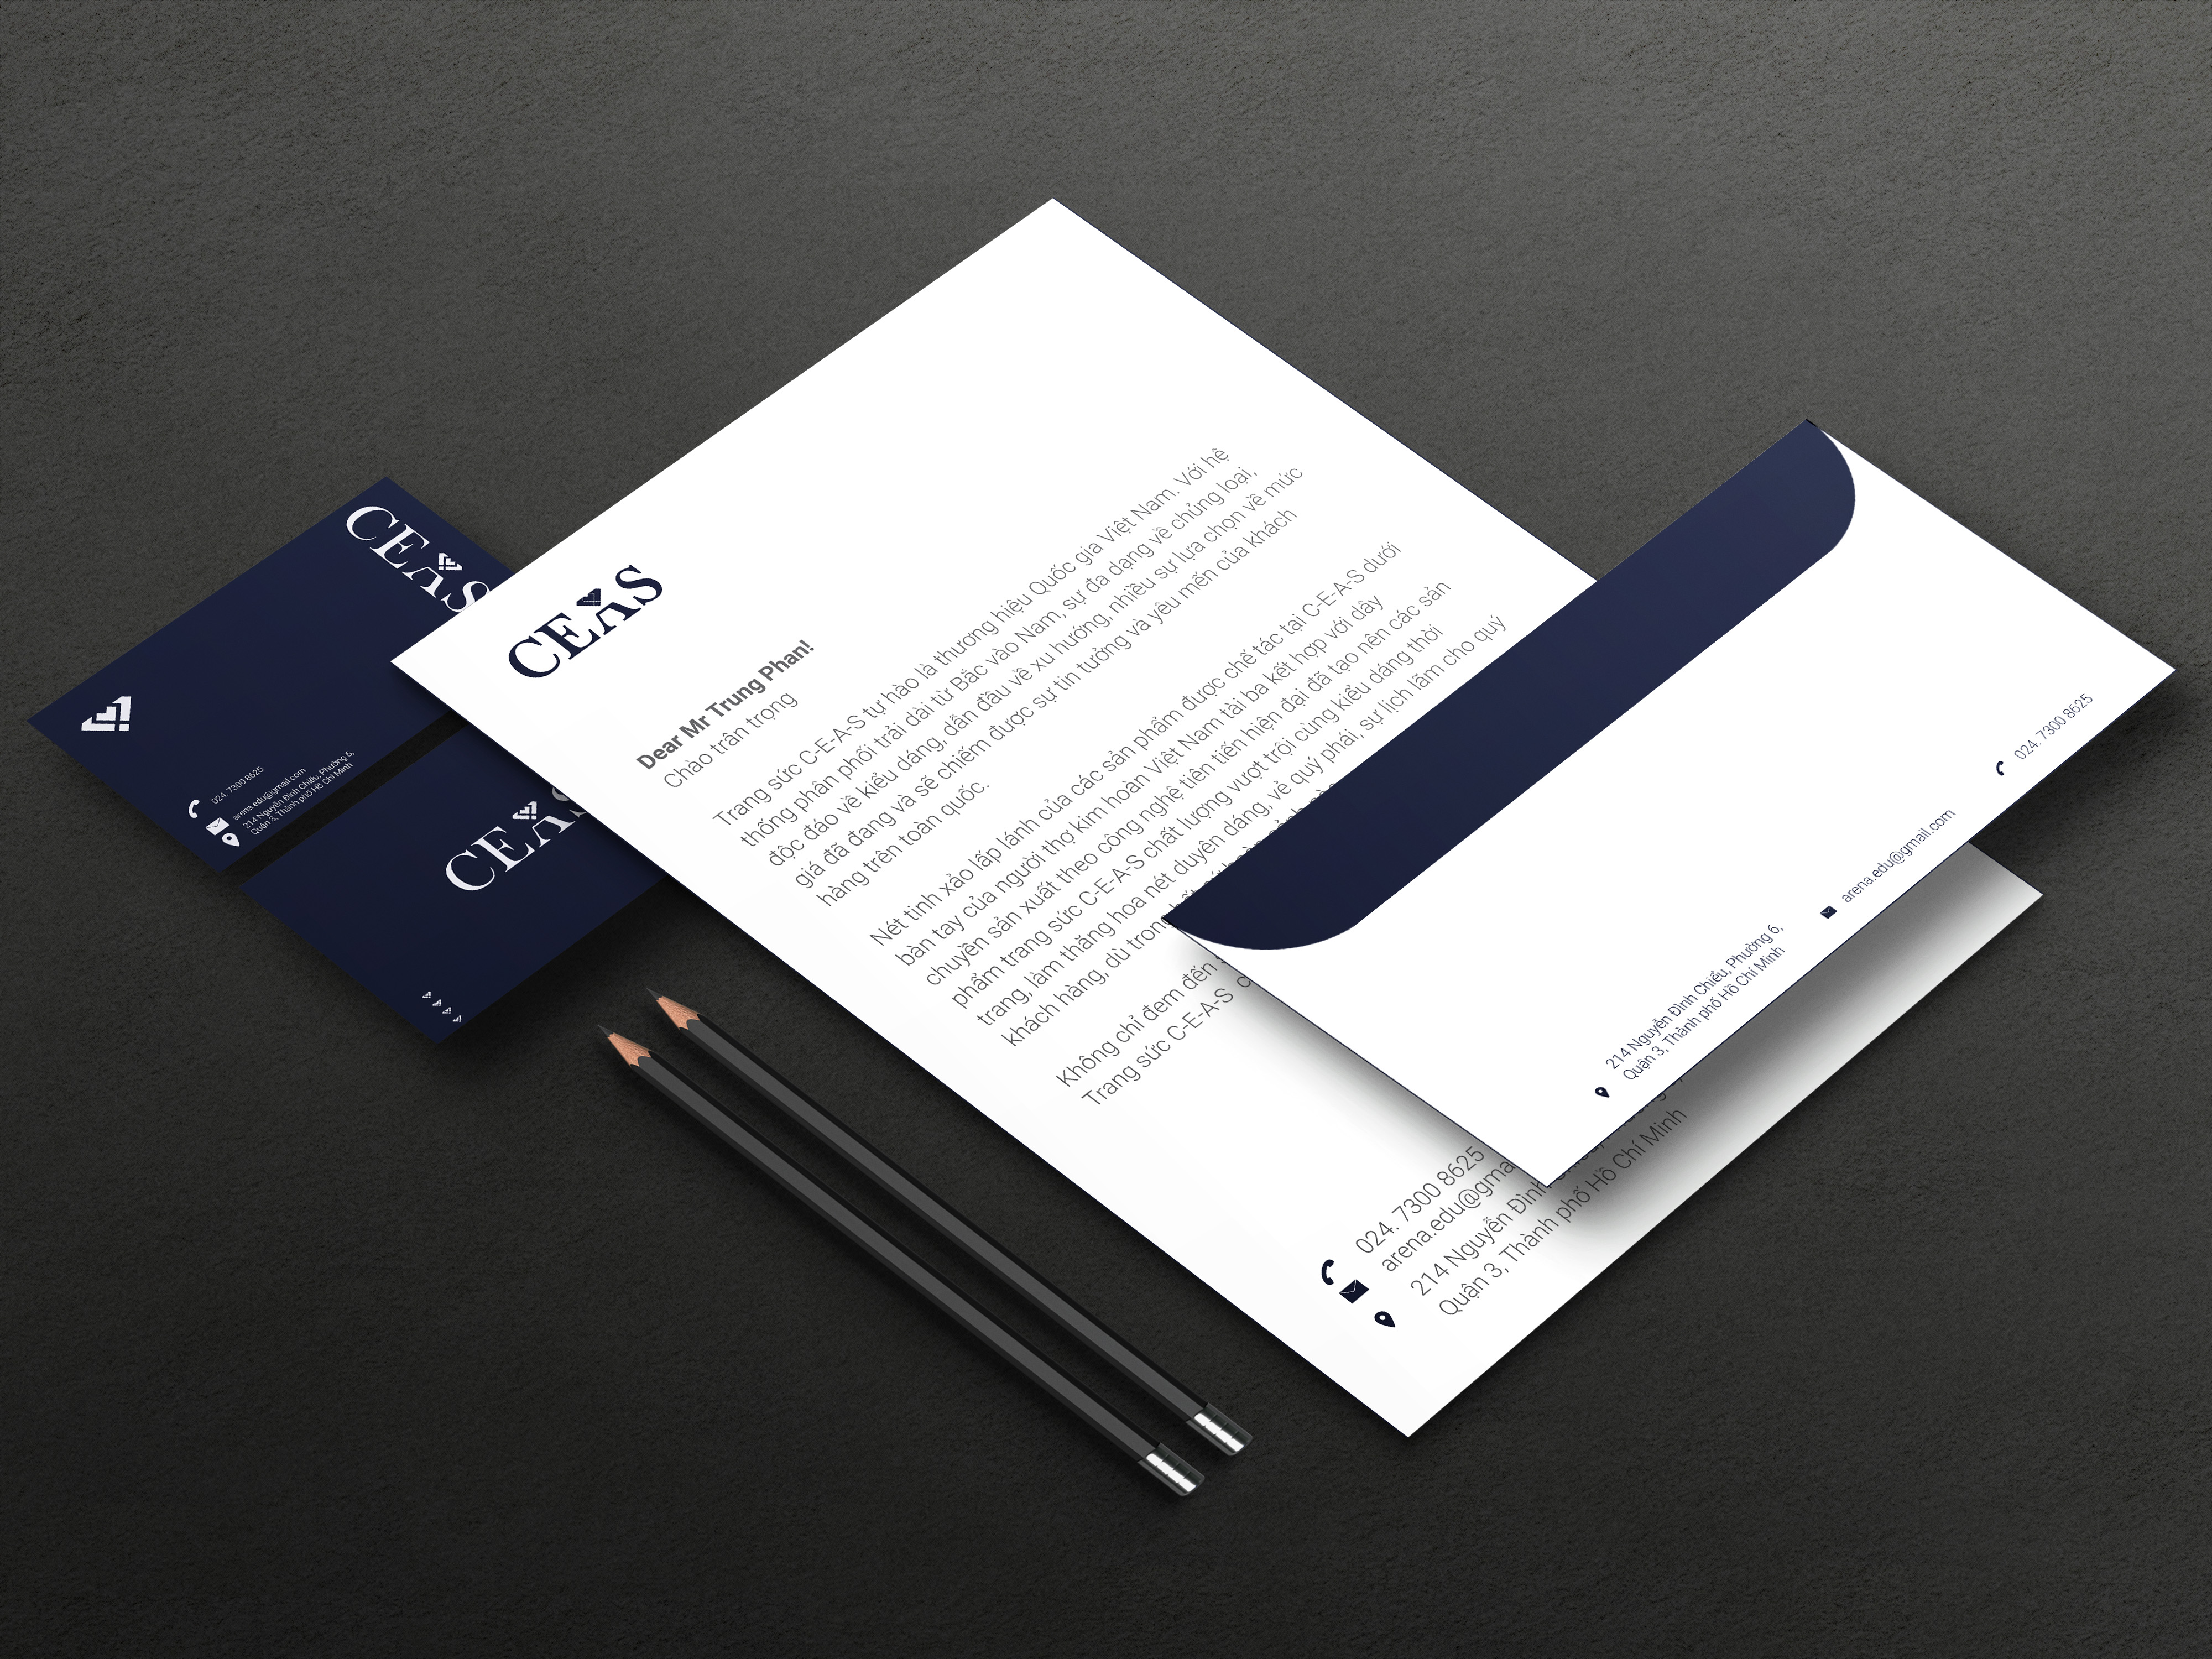 CEAS
024. 7300 8625
arena.edu@gmail.com
214 Nguyễn Đình Chiểu, Phường 6,
Quận 3, Thành phố Hồ Chí Minh
CEA
CEAS
Dear Mr Trung Phan!
Chào trân trọng
Trang sức C-E-A-S tự hào là thương hiệu Quốc gia Việt Nam. Với hệ
thống phân phối trải dài từ Bắc vào Nam, sự đa dạng về chủng loại,
độc đáo về kiểu dáng, dẫn đầu về xu hướng, nhiều sự lựa chọn về mức
giá đã đang và sẽ chiếm được sự tin tưởng và yêu mến của khách
hàng trên toàn quốc.
Nét tinh xảo lấp lánh của các sản phẩm được chế tác tại C-E-A-S dưới
bàn tay của người thợ kim hoàn Việt Nam tài ba kết hợp với dây
chuyền sản xuất theo công nghệ tiên tiến hiện đại đã tạo nên các sản
phẩm trang sức C-E-A-S chất lượng vượt trội cùng kiểu dáng thời
trang, làm thăng hoa nét duyên dáng, vẻ quý phái, sự lịch lãm cho quý
khách hàng, dù trong
Không chỉ đem đến
Trang sức C-E-A-S
024. 7300 8625
arena.edu@gma
214 Nguyễn Đình
Quận 3, Thành phố Hồ Chí Minh
214 Nguyễn Đình Chiểu, Phường 6,
Quận 3, Thành phố Hồ Chí Minh
arena.edu@gmail.com
024. 7300 8625